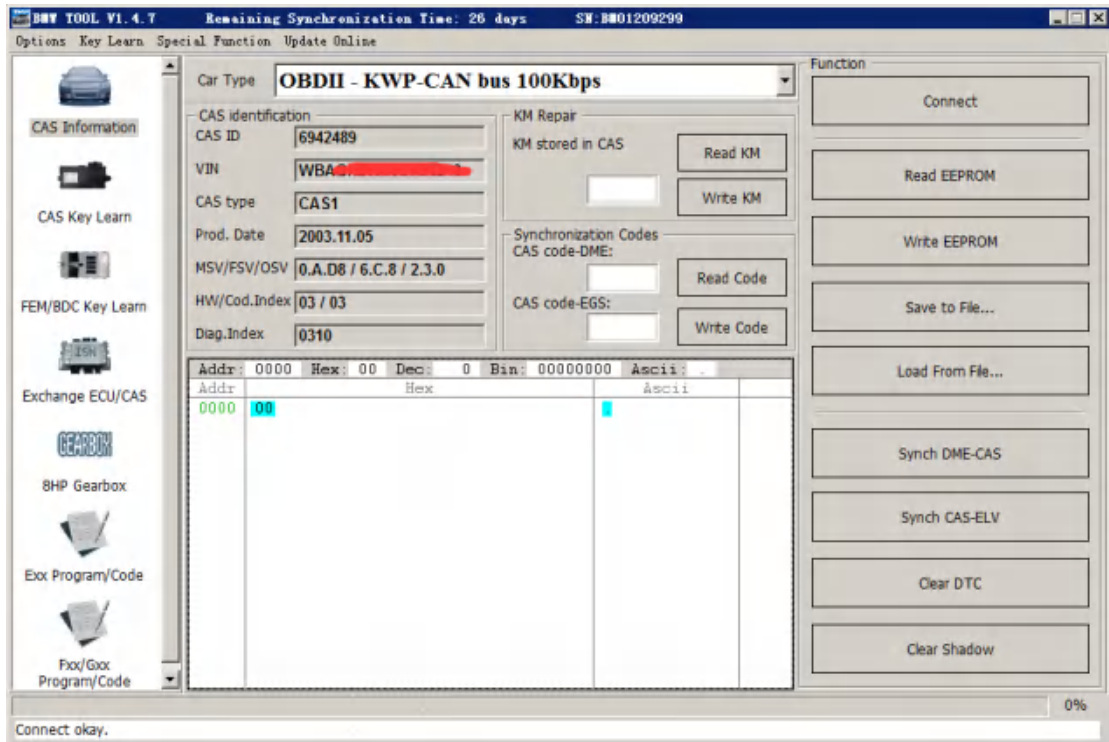 BMW TOOL V1.4.7 Remaining Synchronization Time: 26 days SN:BM01209299
Options Key Learn Special Function Update Online
CAS Information
CAS Key Learn
FEM/BDC Key Learn
ISN
Exchange ECU/CAS
GEARBOX
8HP Gearbox
Exx Program/Code
Fxx/Gxx
Program/Code
Car Type OBDII - KWP-CAN bus 100Kbps
CAS identification
CAS ID 6942489
VIN WBA
CAS type CAS1
Prod. Date 2003.11.05
MSV/FSV/OSV 0.A.D8 / 6.C.8 / 2.3.0
HW/Cod.Index 03 / 03
Diag.Index 0310
KM Repair
KM stored in CAS
Read KM
Write KM
Synchronization Codes
CAS code-DME:
Read Code
CAS code-EGS:
Write Code
Addr: 0000 Hex: 00 Dec: 0 Bin: 00000000 Ascii: .
Addr Hex Ascii
0000 00 .
Function
Connect
Read EEPROM
Write EEPROM
Save to File...
Load From File...
Synch DME-CAS
Synch CAS-ELV
Clear DTC
Clear Shadow
0%
Connect okay.